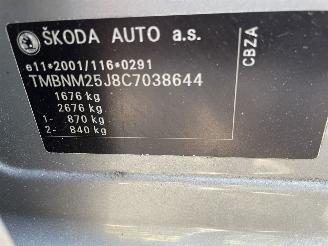 ŠKODA AUTO a.s.
e11*2001/116*0291
TMBNM25J8C7038644
1676 kg
2676 kg
1- 870 kg
2- 840 kg
CBZA